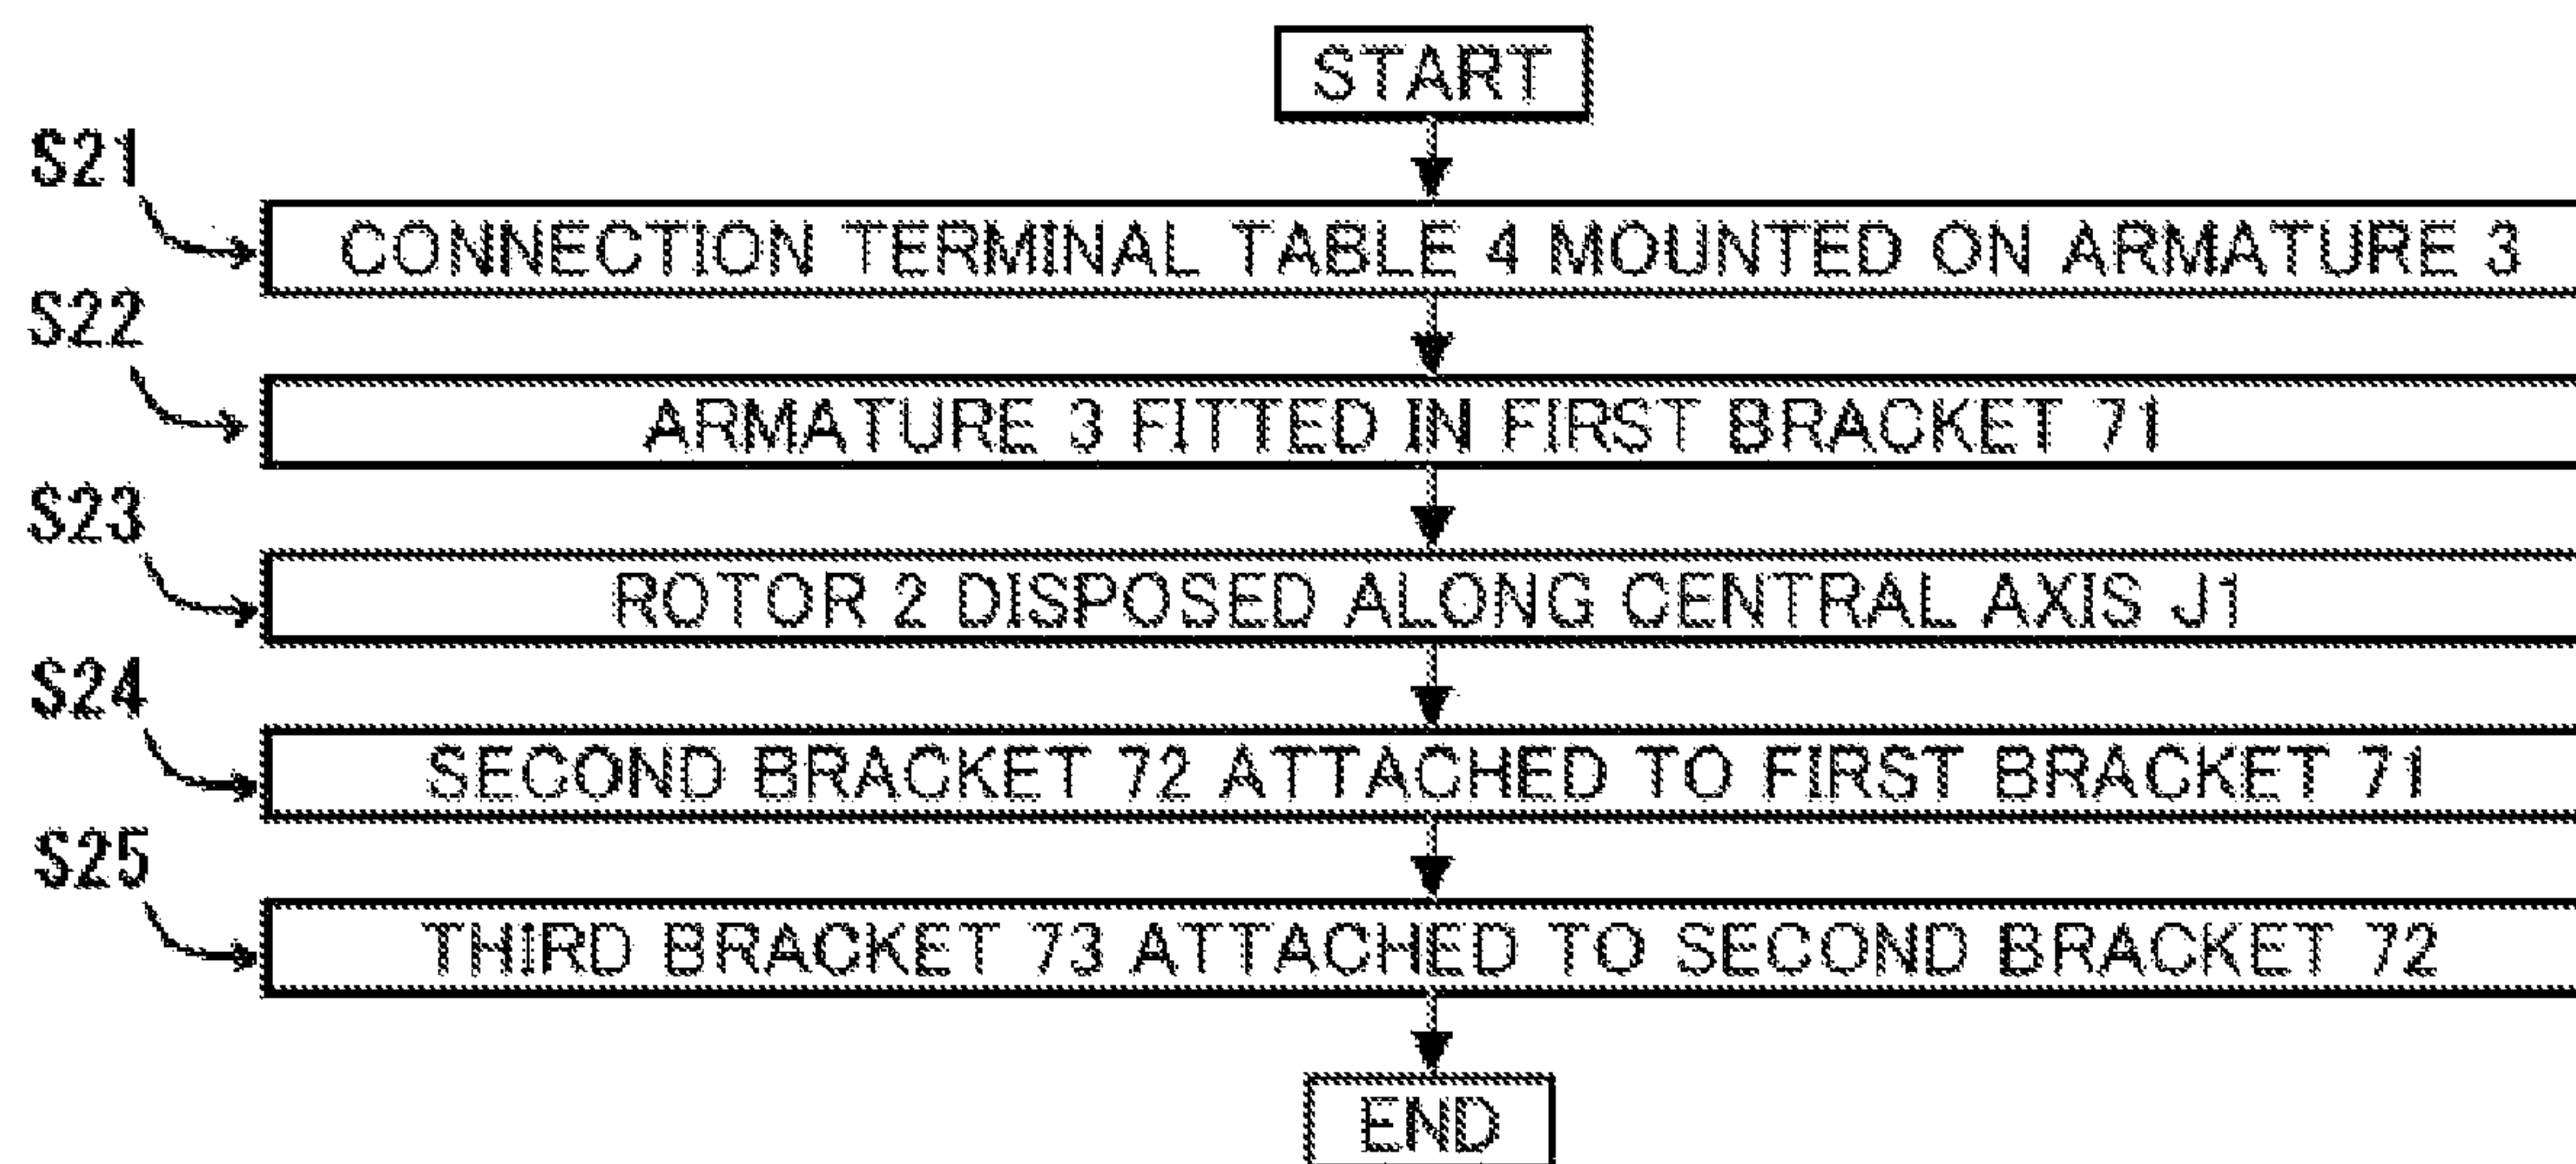 START
S21
CONNECTION TERMINAL TABLE 4 MOUNTED ON ARMATURE 3
S22
ARMATURE 3 FITTED IN FIRST BRACKET 71
S23
ROTOR 2 DISPOSED ALONG CENTRAL AXIS J1
S24
SECOND BRACKET 72 ATTACHED TO FIRST BRACKET 71
S25
THIRD BRACKET 73 ATTACHED TO SECOND BRACKET 72
END